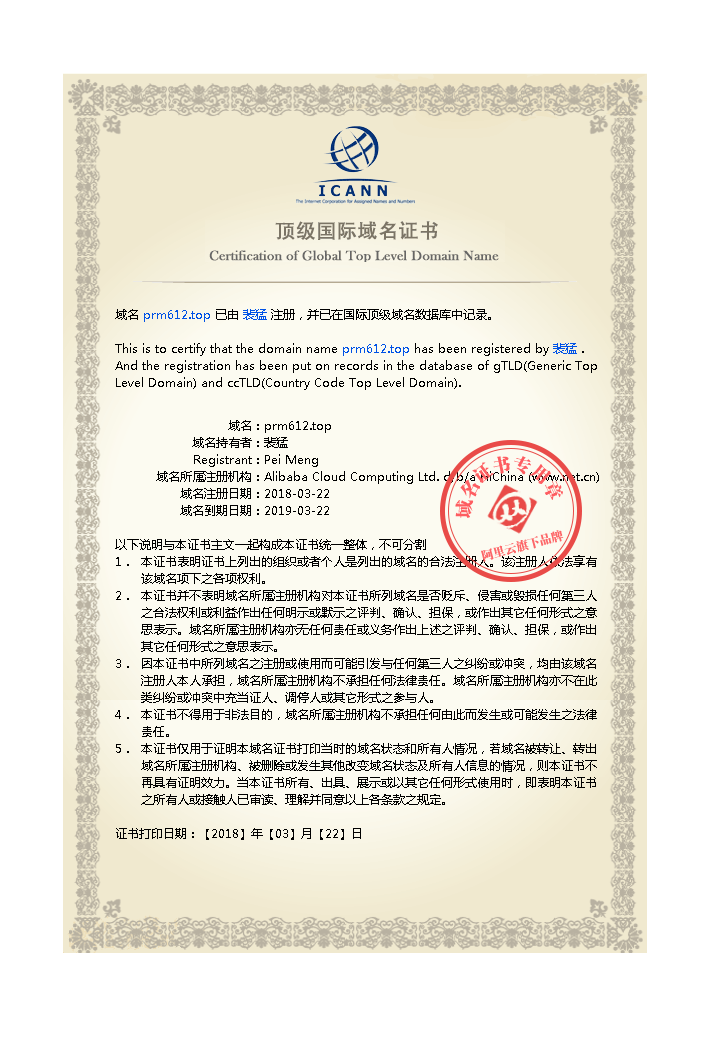 ICANN
The Internet Corporation for Assigned Names and Numbers
顶级国际域名证书
Certification of Global Top Level Domain Name
域名 prm612.top 已由 裴猛 注册，并已在国际顶级域名数据库中记录。
This is to certify that the domain name prm612.top has been registered by 裴猛 .
And the registration has been put on records in the database of gTLD(Generic Top
Level Domain) and ccTLD(Country Code Top Level Domain).
域名：prm612.top
域名持有者：裴猛
Registrant：Pei Meng
域名所属注册机构：Alibaba Cloud Computing Ltd. d/b/a HiChina (www.net.cn)
域名注册日期：2018-03-22
域名到期日期：2019-03-22
域名证书专用章
阿里云旗下品牌
以下说明与本证书主文一起构成本证书统一整体，不可分割
1． 本证书表明证书上列出的组织或者个人是列出的域名的合法注册人。该注册人依法享有
该域名项下之各项权利。
2． 本证书并不表明域名所属注册机构对本证书所列域名是否贬斥、侵害或毁损任何第三人
之合法权利或利益作出任何明示或默示之评判、确认、担保，或作出其它任何形式之意
思表示。域名所属注册机构亦无任何责任或义务作出上述之评判、确认、担保，或作出
其它任何形式之意思表示。
3． 因本证书中所列域名之注册或使用而可能引发与任何第三人之纠纷或冲突，均由该域名
注册人本人承担，域名所属注册机构不承担任何法律责任。域名所属注册机构亦不在此
类纠纷或冲突中充当证人、调停人或其它形式之参与人。
4． 本证书不得用于非法目的，域名所属注册机构不承担任何由此而发生或可能发生之法律
责任。
5． 本证书仅用于证明本域名证书打印当时的域名状态和所有人情况，若域名被转让、转出
域名所属注册机构、被删除或发生其他改变域名状态及所有人信息的情况，则本证书不
再具有证明效力。当本证书所有、出具、展示或以其它任何形式使用时，即表明本证书
之所有人或接触人已审读、理解并同意以上各条款之规定。
证书打印日期：【2018】年【03】月【22】日